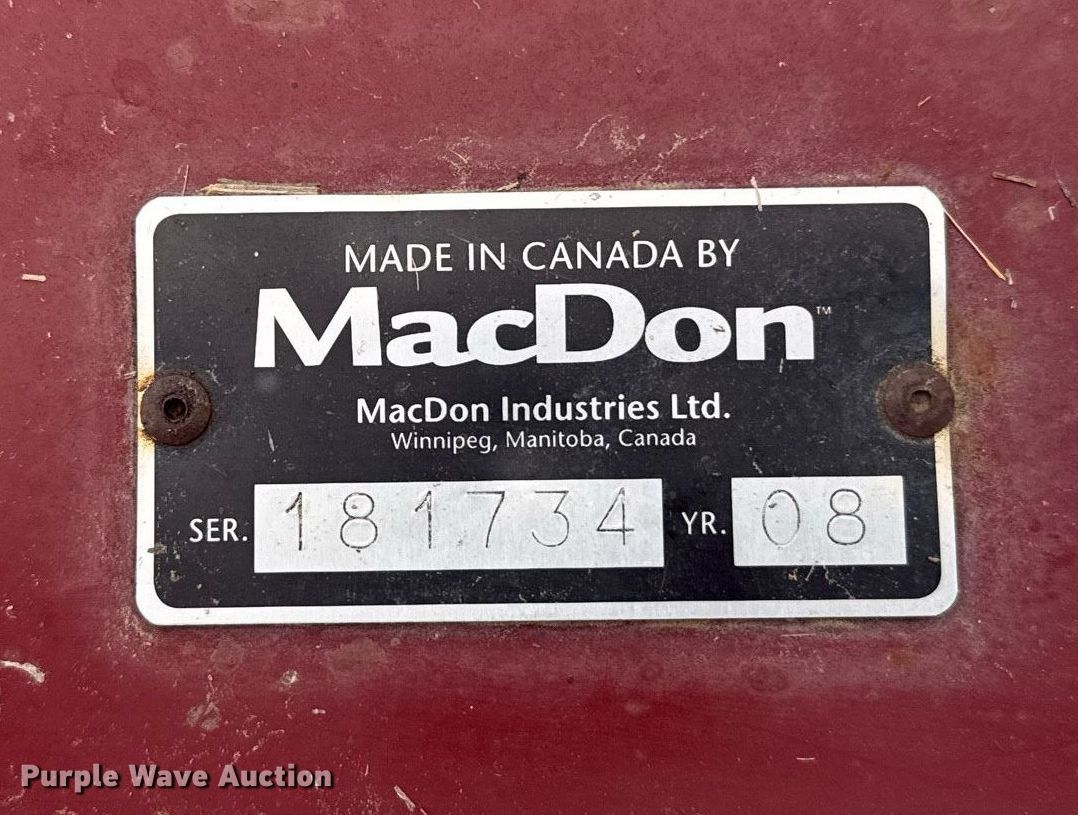 MADE IN CANADA BY
MacDon™
MacDon Industries Ltd.
Winnipeg, Manitoba, Canada
SER. 181734 YR. 08
Purple Wave Auction